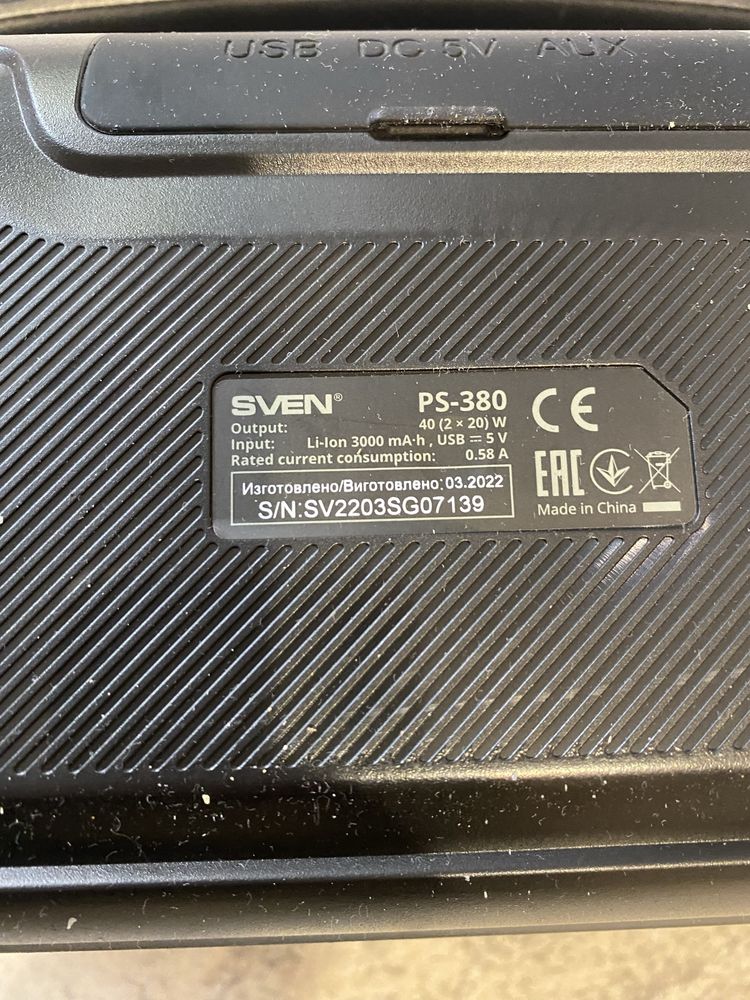 USB DC 5V AUX
SVEN® PS-380
Output: 40 (2 × 20) W
Input: Li-Ion 3000 mA·h , USB ⎓ 5 V
Rated current consumption: 0.58 A
Изготовлено/Виготовлено: 03.2022
S/N:SV2203SG07139
CE
EAC
Made in China